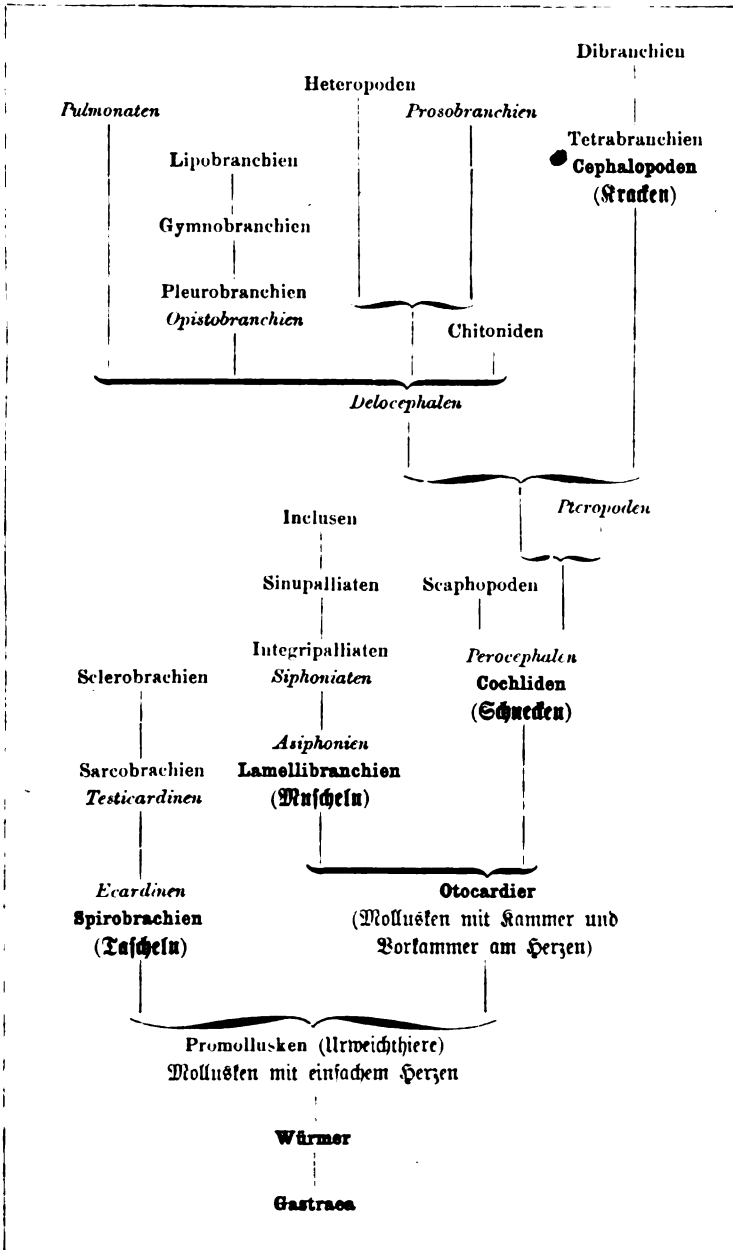 Dibranchien
Heteropoden
Pulmonaten
Prosobranchien
Tetrabranchien
Cephalopoden
(Kracken)
Lipobranchien
Gymnobranchien
Pleurobranchien
Opistobranchien
Chitoniden
Delocephalen
Pteropoden
Inclusen
Sinupalliaten
Scaphopoden
Integripalliaten
Siphoniaten
Perocephalen
Cochliden
(Schnecken)
Sclerobrachien
Asiphonien
Lamellibranchien
(Muscheln)
Sarcobrachien
Testicardinen
Ecardinen
Spirobrachien
(Tascheln)
Otocardier
(Mollusken mit Kammer und
Vorkammer am Herzen)
Promollusken (Urweichthiere)
Mollusken mit einfachem Herzen
Würmer
Gastraea